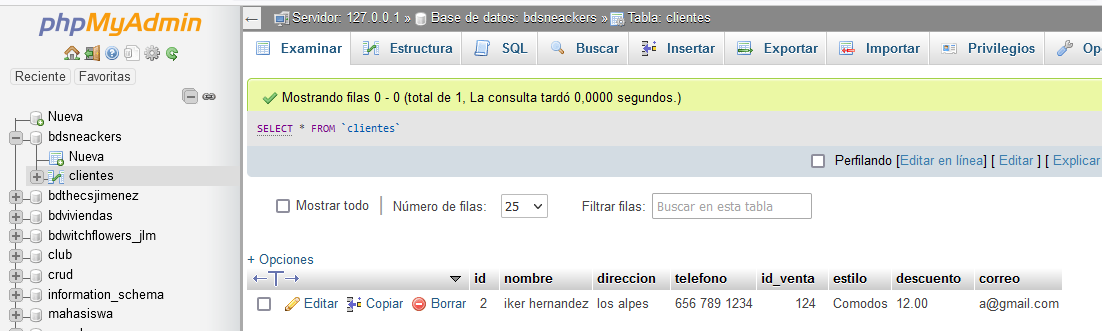 phpMyAdmin
Reciente Favoritas
Nueva
bdsneackers
Nueva
clientes
bdthecsjimenez
bdviviendas
bdwitchflowers_jlm
club
crud
information_schema
mahasiswa
Servidor: 127.0.0.1 » Base de datos: bdsneackers » Tabla: clientes
Examinar Estructura SQL Buscar Insertar Exportar Importar Privilegios Op
Mostrando filas 0 - 0 (total de 1, La consulta tardó 0,0000 segundos.)
SELECT * FROM `clientes`
Perfilando [Editar en línea] [ Editar ] [ Explicar
Mostrar todo Número de filas: 25 Filtrar filas: Buscar en esta tabla
+ Opciones
id nombre direccion telefono id_venta estilo descuento correo
Editar Copiar Borrar 2 iker hernandez los alpes 656 789 1234 124 Comodos 12.00 a@gmail.com